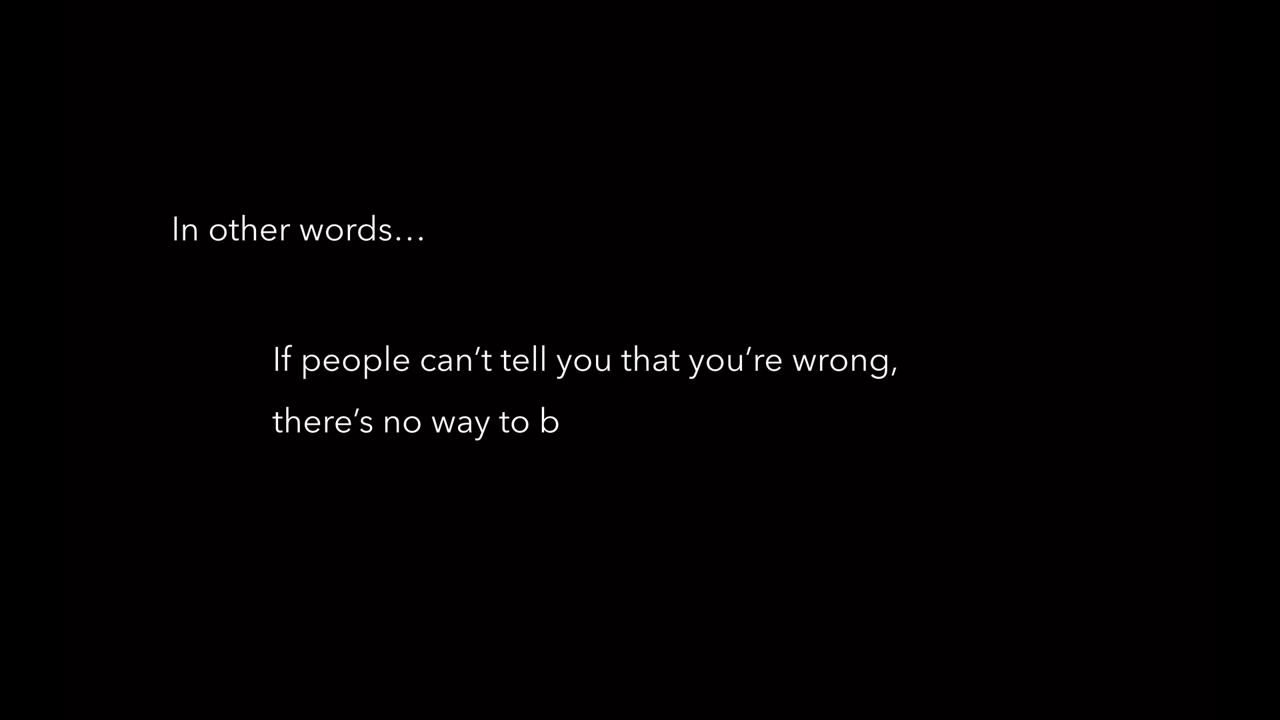 In other words…
If people can’t tell you that you’re wrong,
there’s no way to b